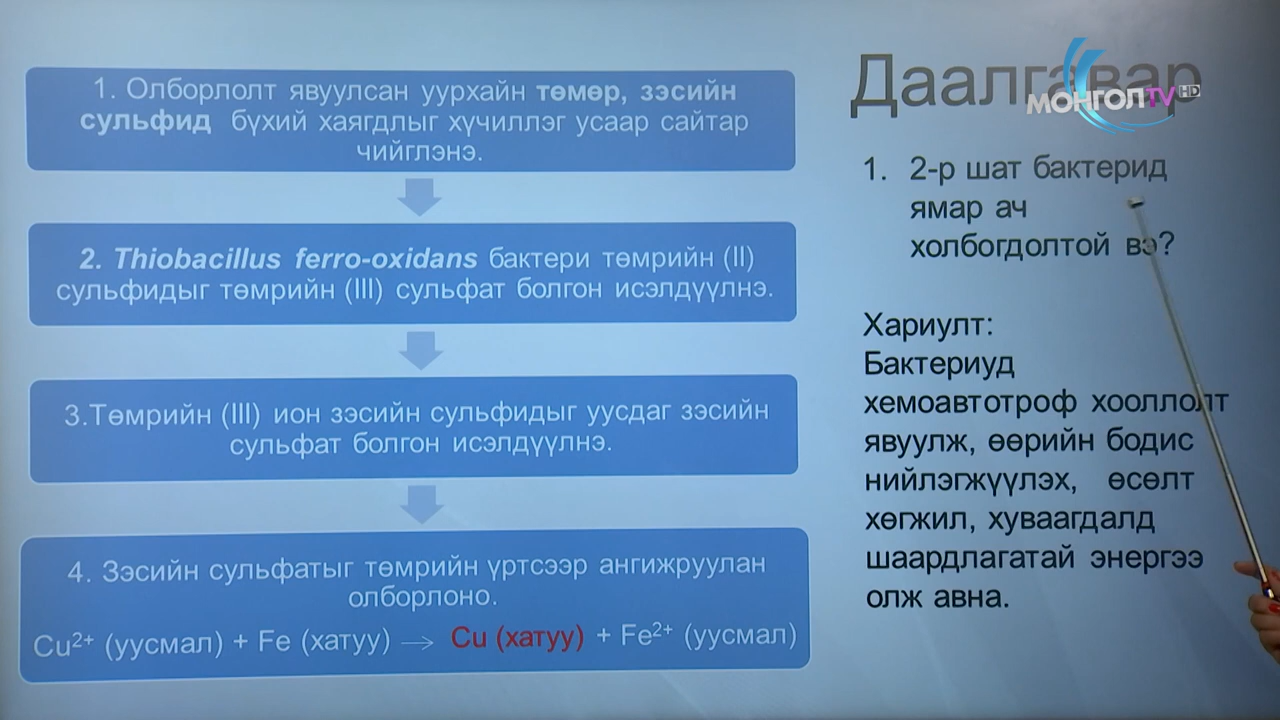 1. Олборлолт явуулсан уурхайн төмөр, зэсийн
сульфид бүхий хаягдлыг хүчиллэг усаар сайтар
чийглэнэ.
2. Thiobacillus ferro-oxidans бактери төмрийн (II)
сульфидыг төмрийн (III) сульфат болгон исэлдүүлнэ.
3.Төмрийн (III) ион зэсийн сульфидыг уусдаг зэсийн
сульфат болгон исэлдүүлнэ.
4. Зэсийн сульфатыг төмрийн үртсээр ангижруулан
олборлоно.
Cu²⁺ (уусмал) + Fe (хатуу) → Cu (хатуу) + Fe²⁺ (уусмал)
Даалгавар
МОНГОЛTV HD
1. 2-р шат бактерид
ямар ач
холбогдолтой вэ?
Хариулт:
Бактериуд
хемоавтотроф хооллолт
явуулж, өөрийн бодис
нийлэгжүүлэх, өсөлт
хөгжил, хуваагдалд
шаардлагатай энергээ
олж авна.